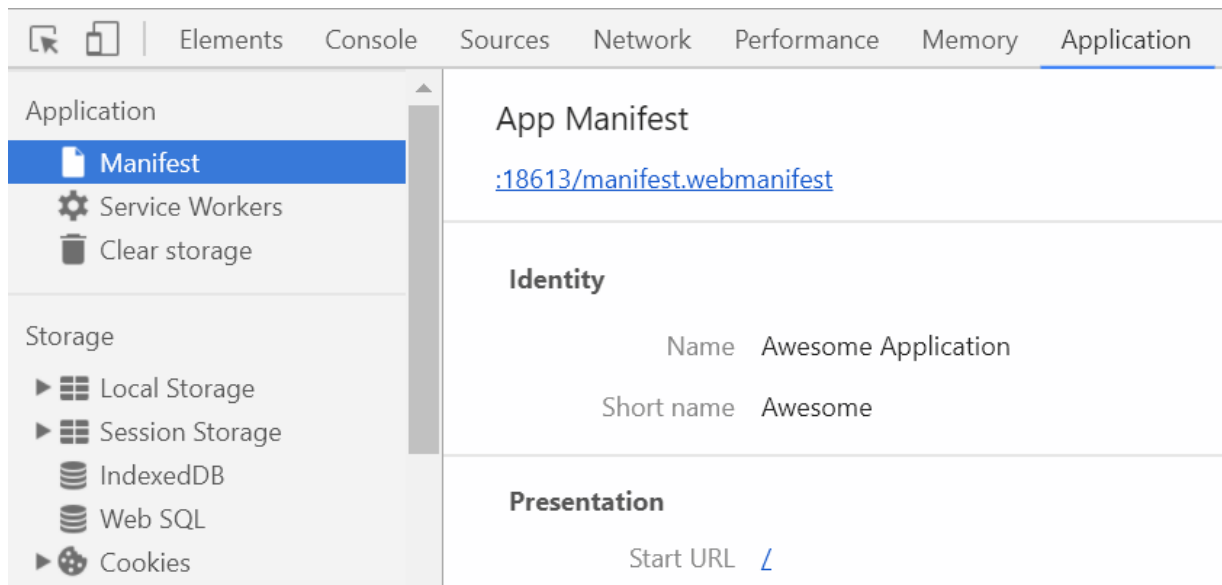 Elements Console Sources Network Performance Memory Application
Application
Manifest
Service Workers
Clear storage
Storage
Local Storage
Session Storage
IndexedDB
Web SQL
Cookies
App Manifest
:18613/manifest.webmanifest
Identity
Name Awesome Application
Short name Awesome
Presentation
Start URL /